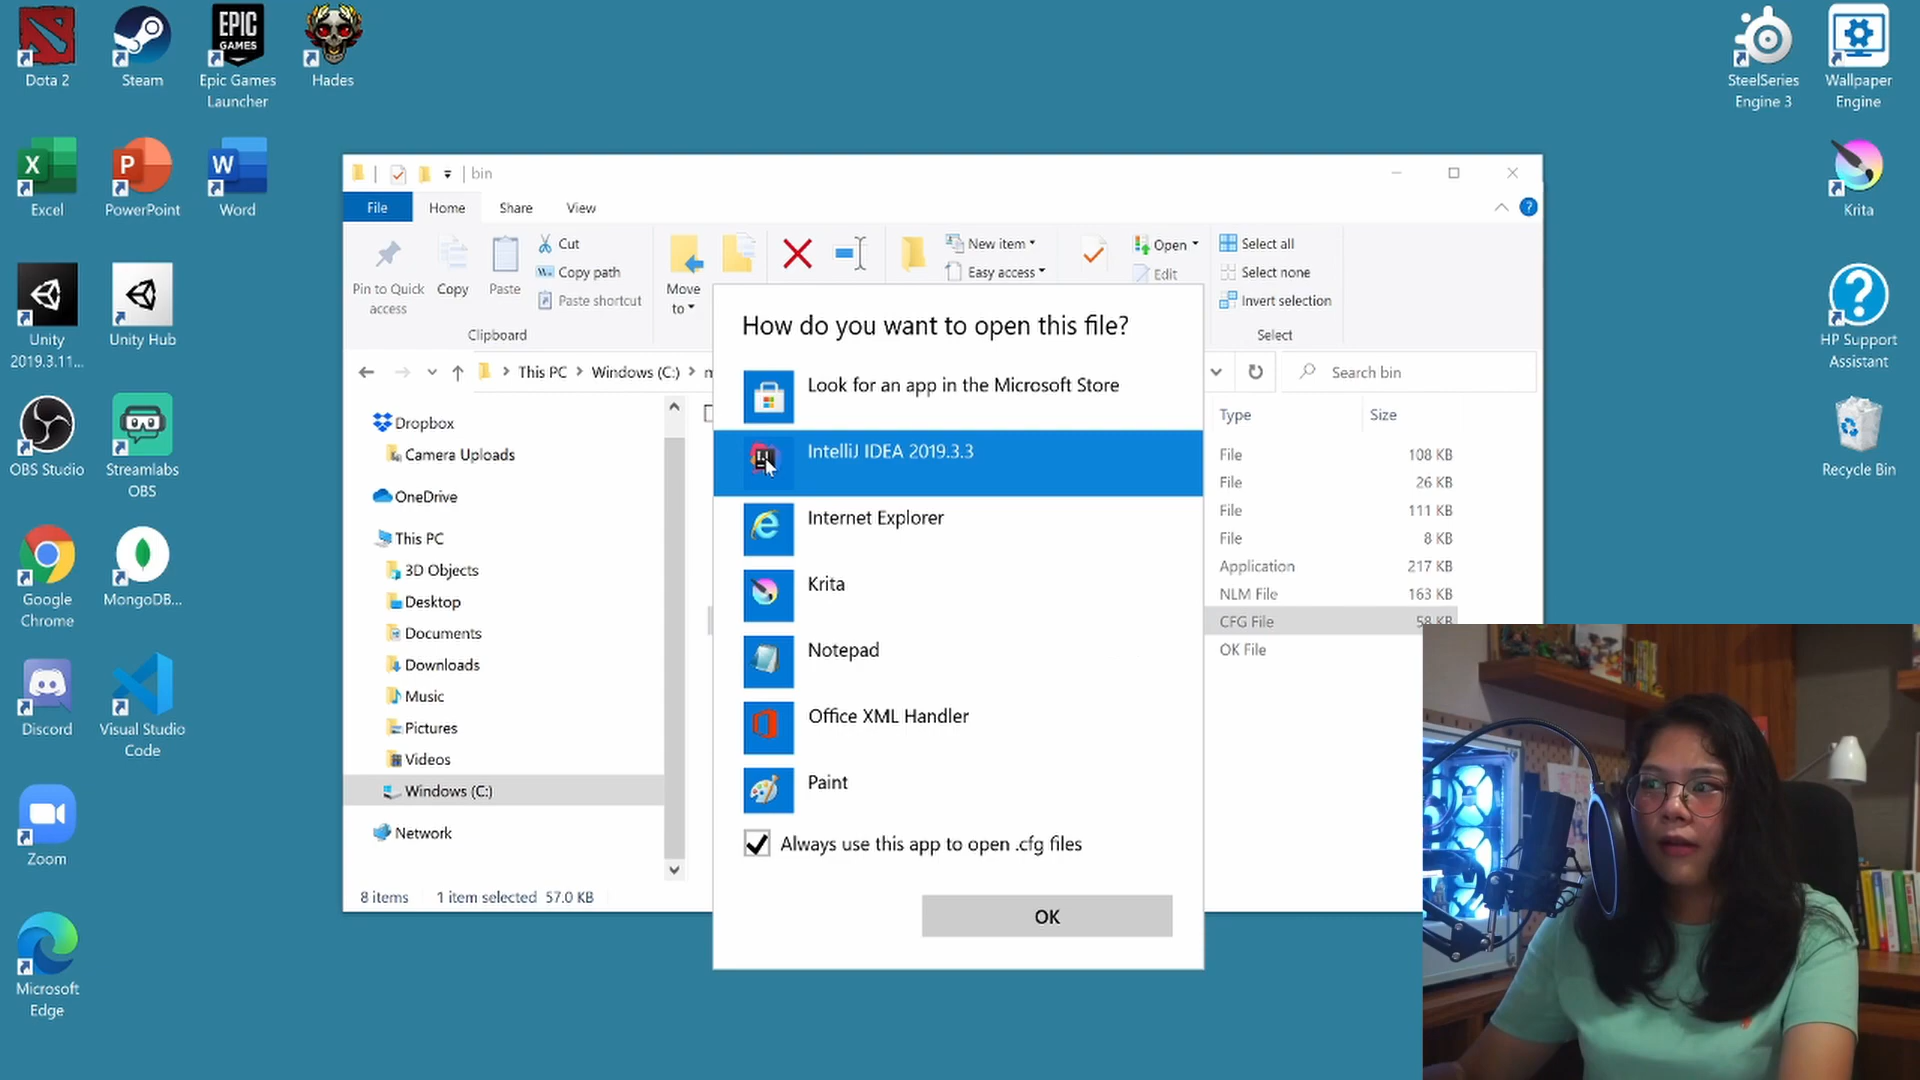 Dota 2
Steam
EPIC
GAMES
Epic Games
Launcher
Hades
SteelSeries
Engine 3
Wallpaper
Engine
Excel
PowerPoint
Word
Krita
Unity
2019.3.11...
Unity Hub
HP Support
Assistant
OBS Studio
Streamlabs
OBS
Recycle Bin
Google
Chrome
MongoDB...
Discord
Visual Studio
Code
Zoom
Microsoft
Edge
bin
File
Home
Share
View
Pin to Quick
access
Copy
Paste
Cut
Copy path
Paste shortcut
Clipboard
Move
to
New item
Easy access
Open
Edit
Select all
Select none
Invert selection
Select
This PC
Windows (C:)
Search bin
Dropbox
Camera Uploads
OneDrive
This PC
3D Objects
Desktop
Documents
Downloads
Music
Pictures
Videos
Windows (C:)
Network
8 items
1 item selected 57.0 KB
Type
Size
File 108 KB
File 26 KB
File 111 KB
File 8 KB
Application 217 KB
NLM File 163 KB
CFG File 58 KB
OK File
How do you want to open this file?
Look for an app in the Microsoft Store
IntelliJ IDEA 2019.3.3
Internet Explorer
Krita
Notepad
Office XML Handler
Paint
Always use this app to open .cfg files
OK